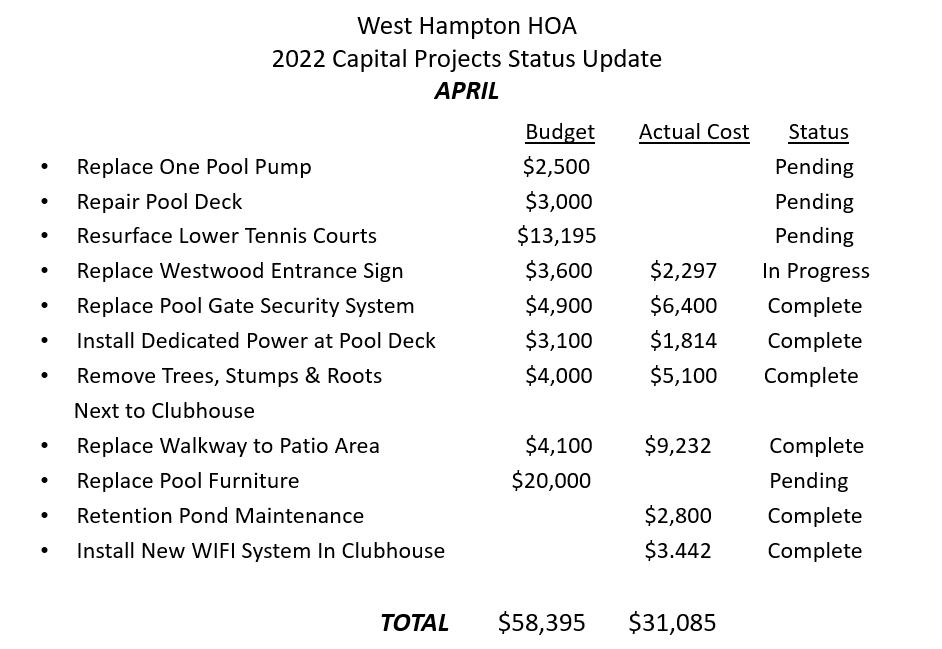 West Hampton HOA
2022 Capital Projects Status Update
APRIL
Budget Actual Cost Status
• Replace One Pool Pump $2,500 Pending
• Repair Pool Deck $3,000 Pending
• Resurface Lower Tennis Courts $13,195 Pending
• Replace Westwood Entrance Sign $3,600 $2,297 In Progress
• Replace Pool Gate Security System $4,900 $6,400 Complete
• Install Dedicated Power at Pool Deck $3,100 $1,814 Complete
• Remove Trees, Stumps & Roots $4,000 $5,100 Complete
Next to Clubhouse
• Replace Walkway to Patio Area $4,100 $9,232 Complete
• Replace Pool Furniture $20,000 Pending
• Retention Pond Maintenance $2,800 Complete
• Install New WIFI System In Clubhouse $3.442 Complete
TOTAL $58,395 $31,085